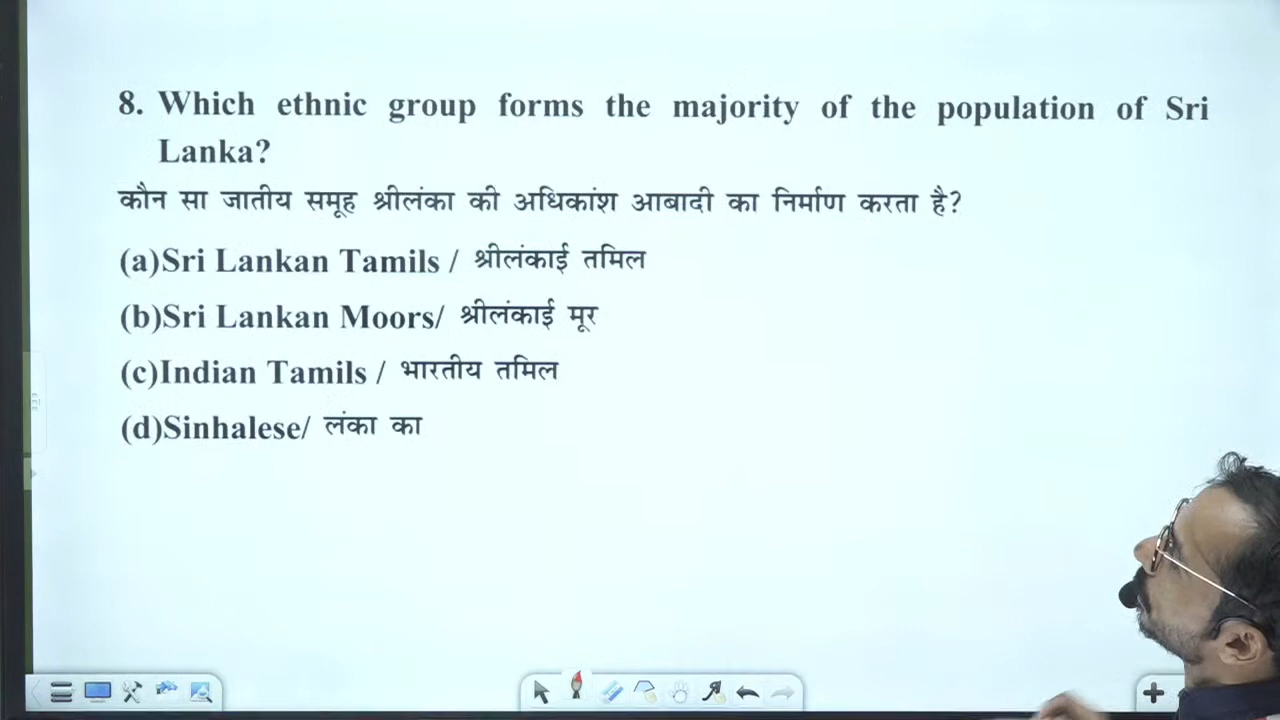 8. Which ethnic group forms the majority of the population of Sri
Lanka?
कौन सा जातीय समूह श्रीलंका की अधिकांश आबादी का निर्माण करता है?
(a)Sri Lankan Tamils / श्रीलंकाई तमिल
(b)Sri Lankan Moors/ श्रीलंकाई मूर
(c)Indian Tamils / भारतीय तमिल
(d)Sinhalese/ लंका का